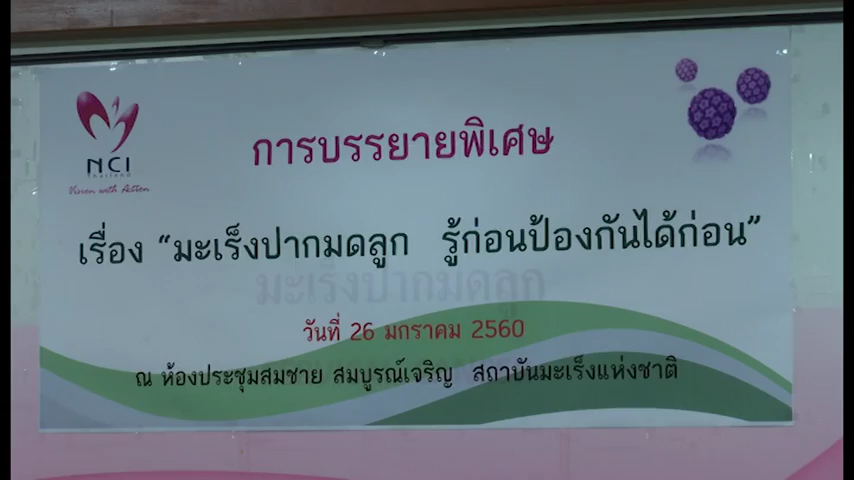 NCI
Thailand
Vision with Action
การบรรยายพิเศษ
เรื่อง “มะเร็งปากมดลูก รู้ก่อนป้องกันได้ก่อน”
มะเร็งปากมดลูก
วันที่ 26 มกราคม 2560
ณ ห้องประชุมสมชาย สมบูรณ์เจริญ สถาบันมะเร็งแห่งชาติ